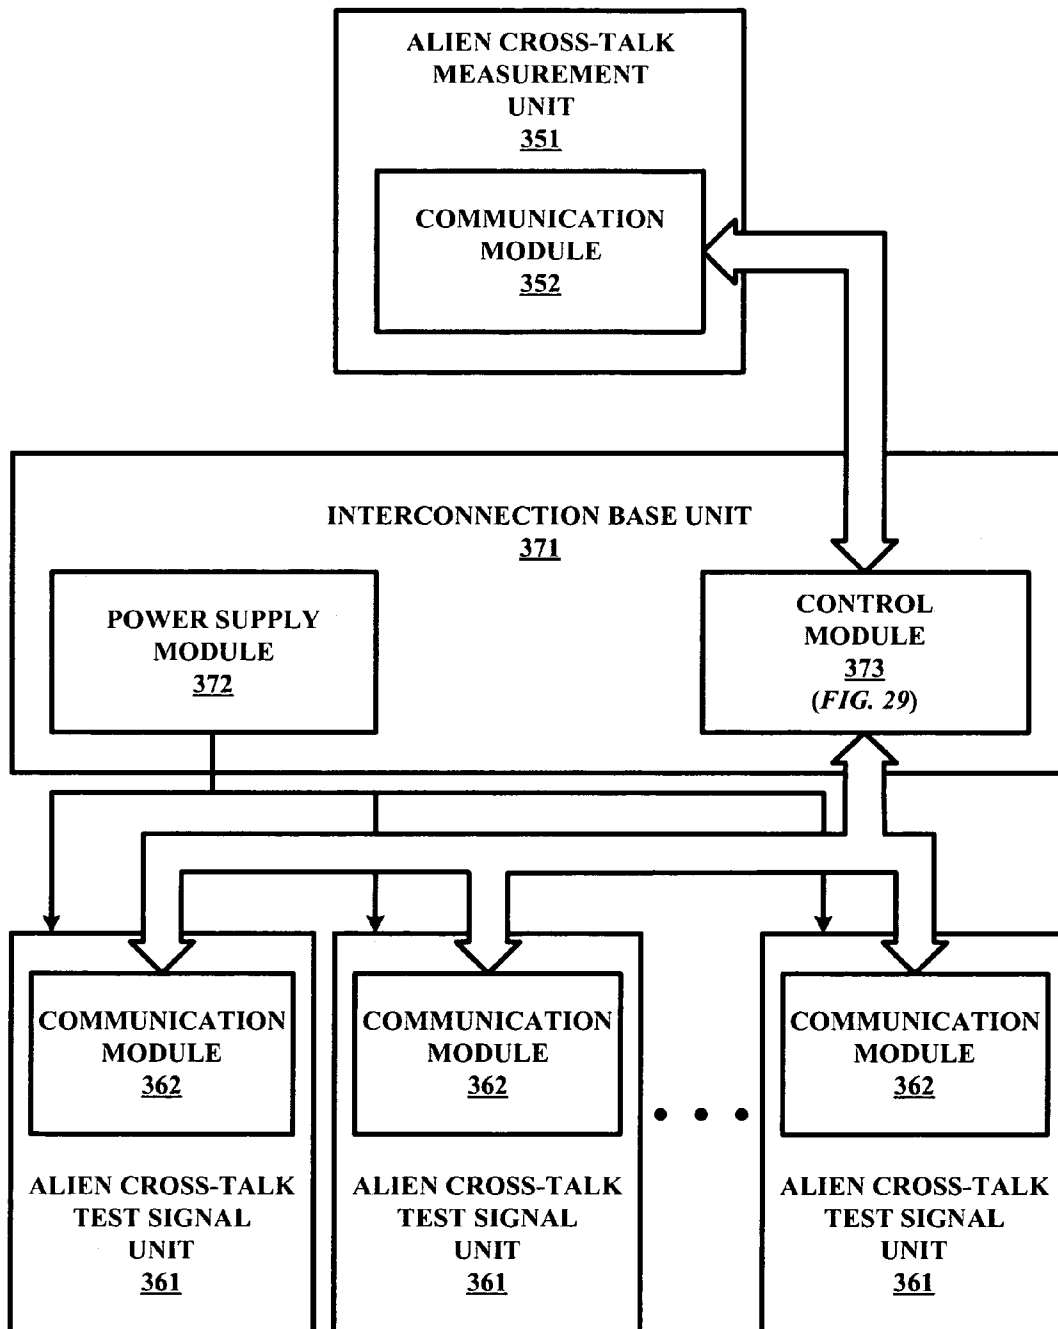 ALIEN CROSS-TALK
MEASUREMENT
UNIT
351
COMMUNICATION
MODULE
352
INTERCONNECTION BASE UNIT
371
POWER SUPPLY
MODULE
372
CONTROL
MODULE
373
(FIG. 29)
COMMUNICATION
MODULE
362
ALIEN CROSS-TALK
TEST SIGNAL
UNIT
361
COMMUNICATION
MODULE
362
ALIEN CROSS-TALK
TEST SIGNAL
UNIT
361
COMMUNICATION
MODULE
362
ALIEN CROSS-TALK
TEST SIGNAL
UNIT
361